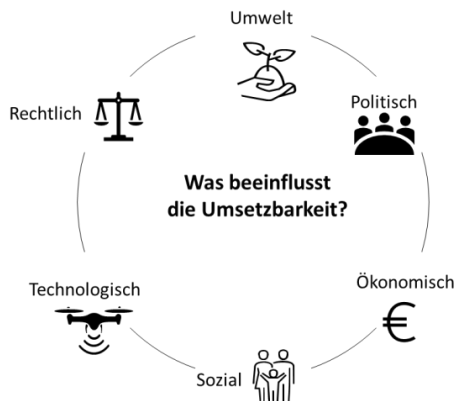 Umwelt
Rechtlich
Politisch
Was beeinflusst
die Umsetzbarkeit?
Technologisch
Ökonomisch
€
Sozial